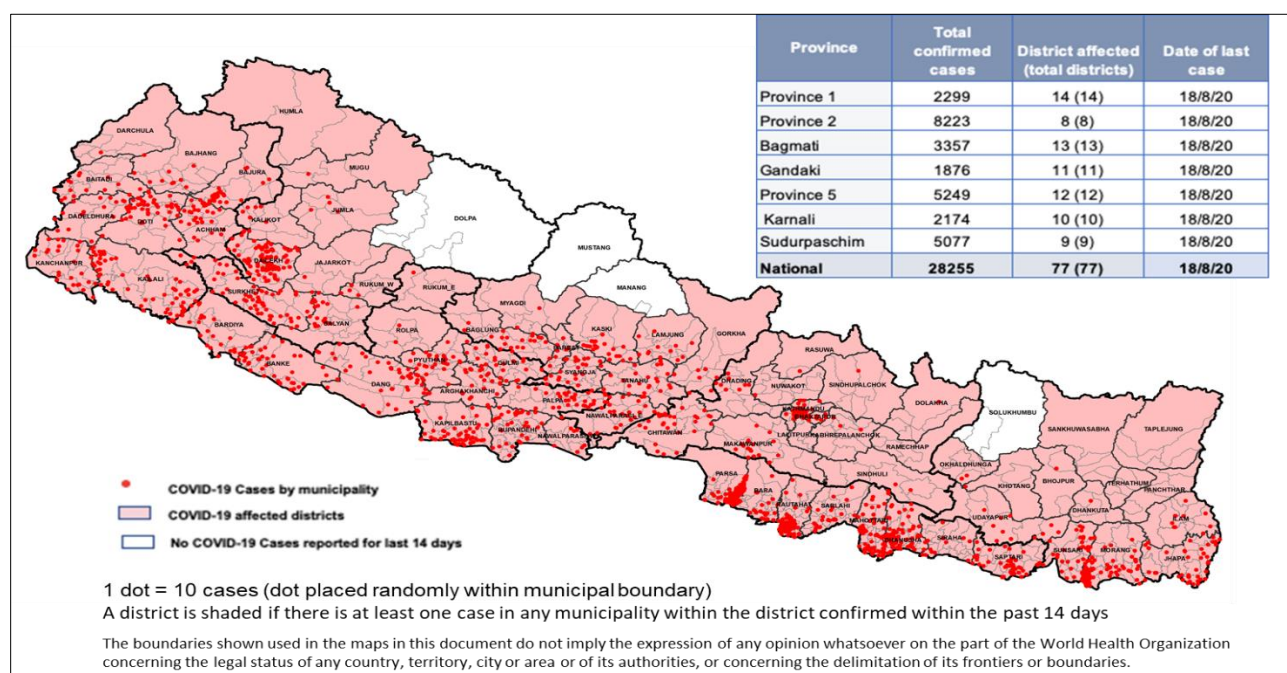 Province Total confirmed cases District affected (total districts) Date of last case
Province 1 2299 14 (14) 18/8/20
Province 2 8223 8 (8) 18/8/20
Bagmati 3357 13 (13) 18/8/20
Gandaki 1876 11 (11) 18/8/20
Province 5 5249 12 (12) 18/8/20
Karnali 2174 10 (10) 18/8/20
Sudurpaschim 5077 9 (9) 18/8/20
National 28255 77 (77) 18/8/20
HUMLA
DARCHULA
BAJHANG
BAITADI
BAJURA
MUGU
DADELDHURA
DOTI
ACHHAM
KALIKOT
JUMLA
DOLPA
KANCHANPUR
KAILALI
DAILEKH
JAJARKOT
MUSTANG
SURKHET
RUKUM_W
RUKUM_E
MANANG
BARDIYA
SALYAN
ROLPA
MYAGDI
BAGLUNG
KASKI
LAMJUNG
GORKHA
BANKE
DANG
PYUTHAN
GULMI
PARBAT
SYANGJA
TANAHU
RASUWA
ARGHAKHANCHI
PALPA
DHADING
NUWAKOT
SINDHUPALCHOK
DOLAKHA
SOLUKHUMBU
SANKHUWASABHA
TAPLEJUNG
KAPILBASTU
RUPANDEHI
CHITAWAN
KATHMANDU
RAMECHHAP
MAKAWANPUR
SINDHULI
OKHALDHUNGA
KHOTANG
BHOJPUR
TERHATHUM
PANCHTHAR
PARSA
BARA
RAUTAHAT
SARLAHI
MAHOTTARI
DHANUSHA
SIRAHA
UDAYAPUR
DHANKUTA
ILAM
SAPTARI
SUNSARI
MORANG
JHAPA
COVID-19 Cases by municipality
COVID-19 affected districts
No COVID-19 Cases reported for last 14 days
1 dot = 10 cases (dot placed randomly within municipal boundary)
A district is shaded if there is at least one case in any municipality within the district confirmed within the past 14 days
The boundaries shown used in the maps in this document do not imply the expression of any opinion whatsoever on the part of the World Health Organization
concerning the legal status of any country, territory, city or area or of its authorities, or concerning the delimitation of its frontiers or boundaries.